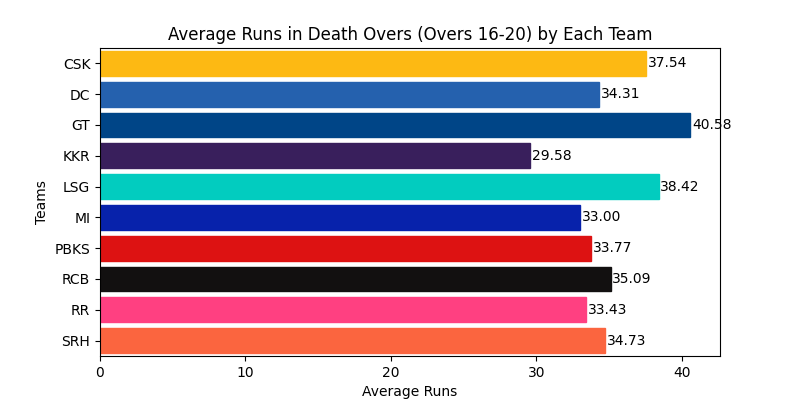 Average Runs in Death Overs (Overs 16-20) by Each Team
CSK 37.54
DC 34.31
GT 40.58
KKR 29.58
LSG 38.42
MI 33.00
PBKS 33.77
RCB 35.09
RR 33.43
SRH 34.73
Teams
0 10 20 30 40
Average Runs